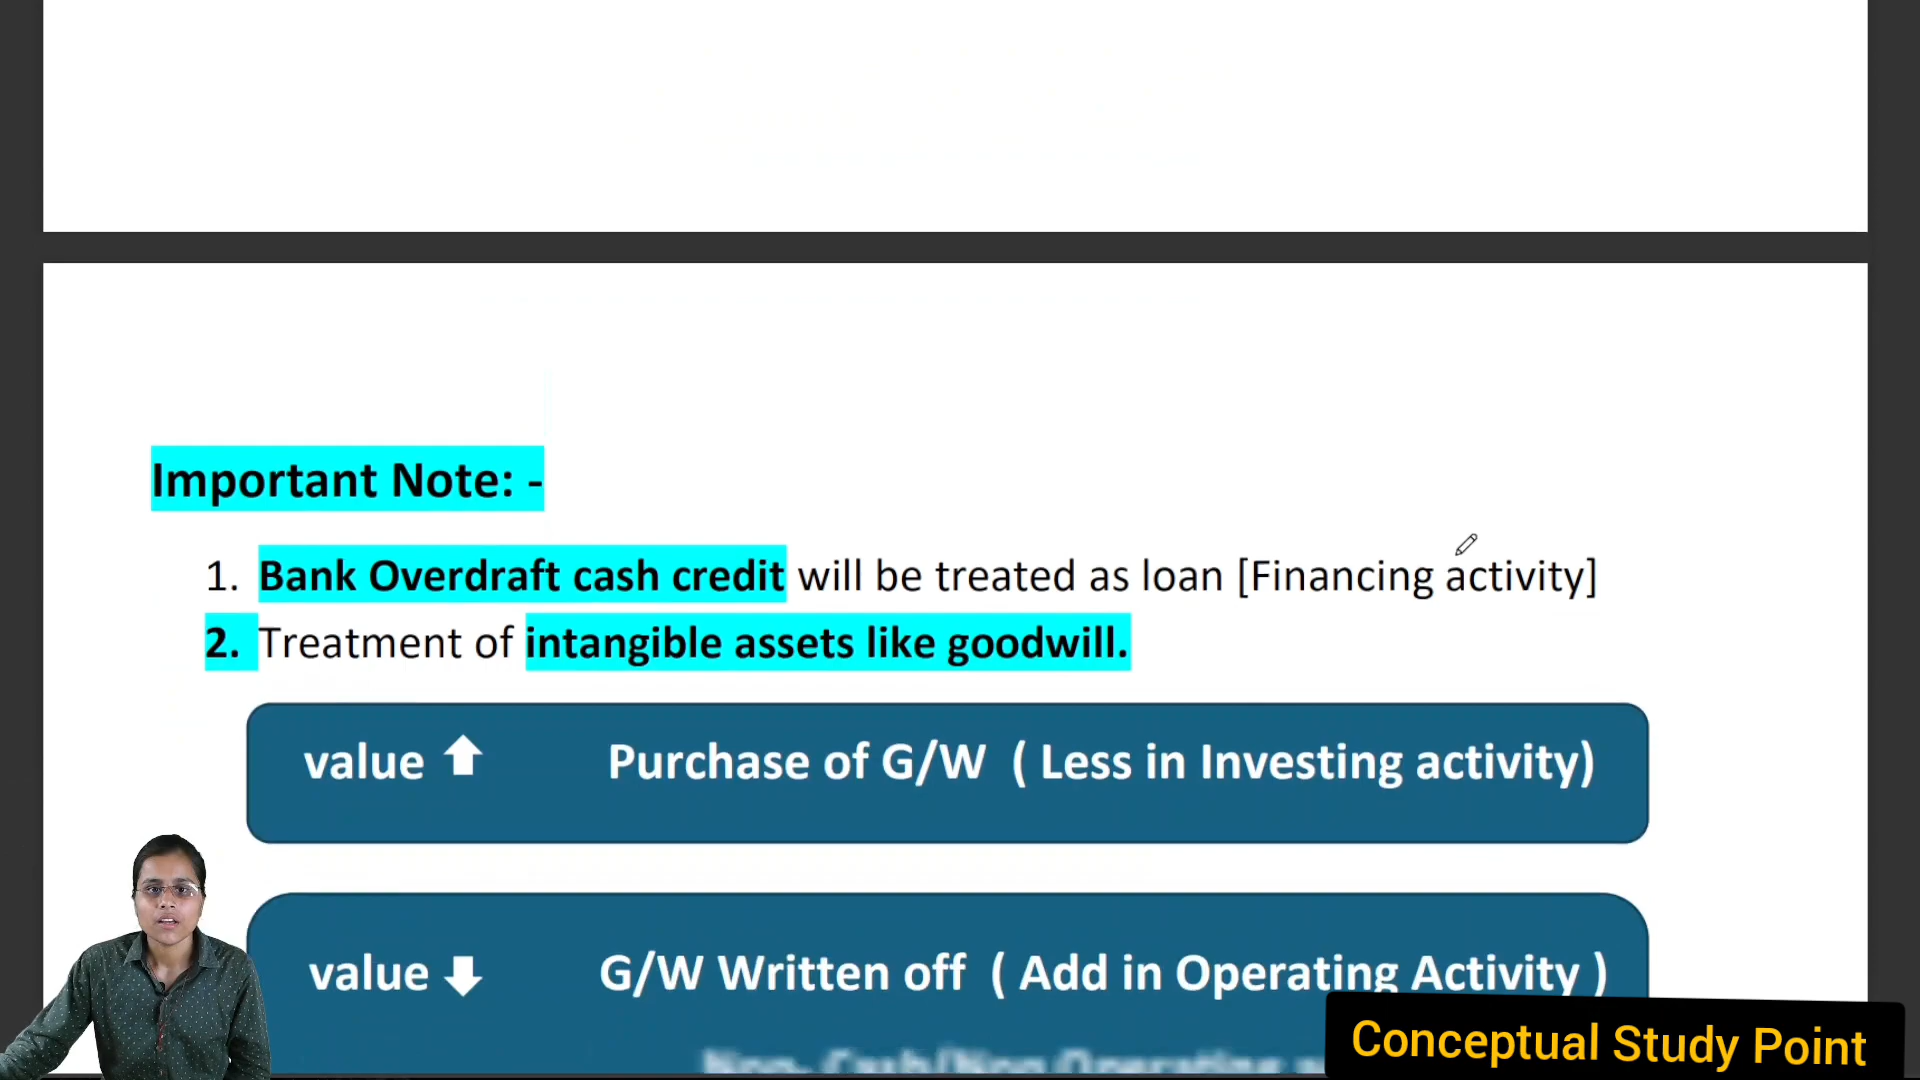 Important Note: -
1. Bank Overdraft cash credit will be treated as loan [Financing activity]
2. Treatment of intangible assets like goodwill.
value ⬆ Purchase of G/W ( Less in Investing activity)
value ⬇ G/W Written off ( Add in Operating Activity )
Conceptual Study Point